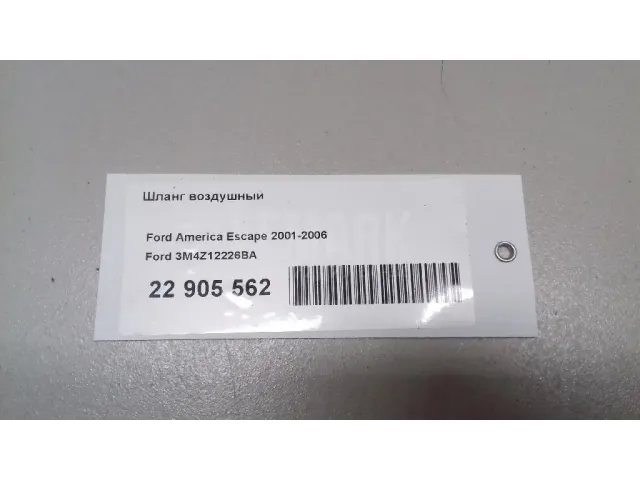 Шланг воздушный
Ford America Escape 2001-2006
Ford 3M4Z12226BA
22 905 562